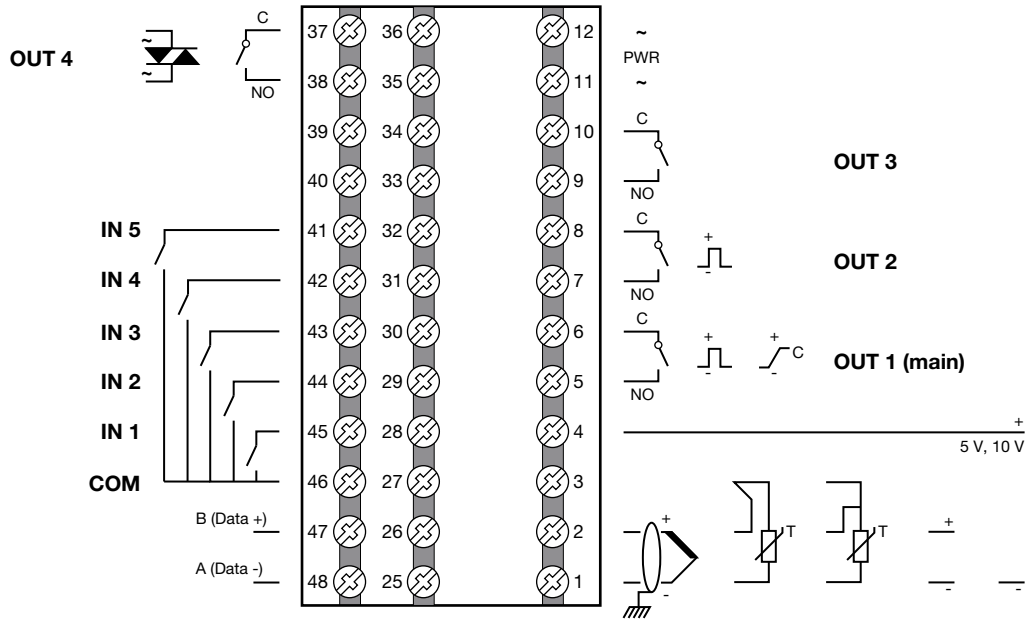 C
37 36 12 ~
OUT 4 ~ ~ PWR
NO 38 35 11 ~
39 34 10 C
OUT 3
40 33 9 NO
IN 5 41 32 8 C
+ - OUT 2
IN 4 42 31 7 NO
IN 3 43 30 6 C
+ - + - C OUT 1 (main)
IN 2 44 29 5 NO
IN 1 45 28 4 +
5 V, 10 V
COM 46 27 3
B (Data +) 47 26 2 + T T +
A (Data -) 48 25 1 - - -